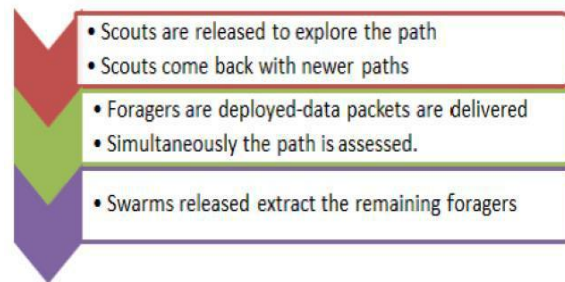 • Scouts are released to explore the path
• Scouts come back with newer paths
• Foragers are deployed-data packets are delivered
• Simultaneously the path is assessed.
• Swarms released extract the remaining foragers